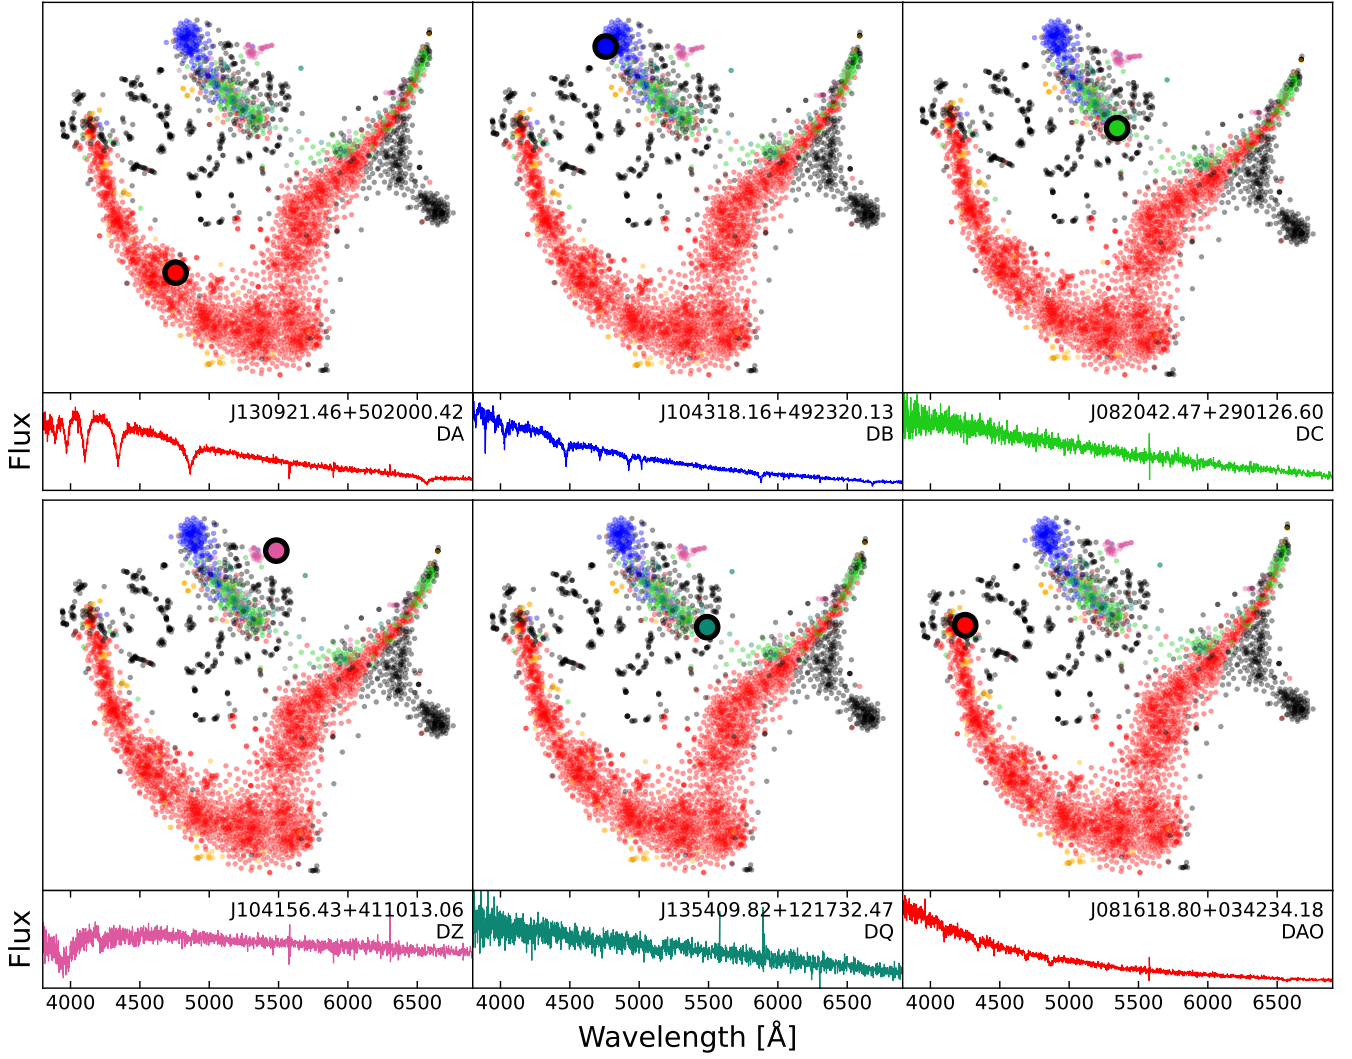 Flux
J130921.46+502000.42
DA
J104318.16+492320.13
DB
J082042.47+290126.60
DC
Flux
J104156.43+411013.06
DZ
J135409.82+121732.47
DQ
J081618.80+034234.18
DAO
4000 4500 5000 5500 6000 6500 4000 4500 5000 5500 6000 6500 4000 4500 5000 5500 6000 6500
Wavelength [Å]